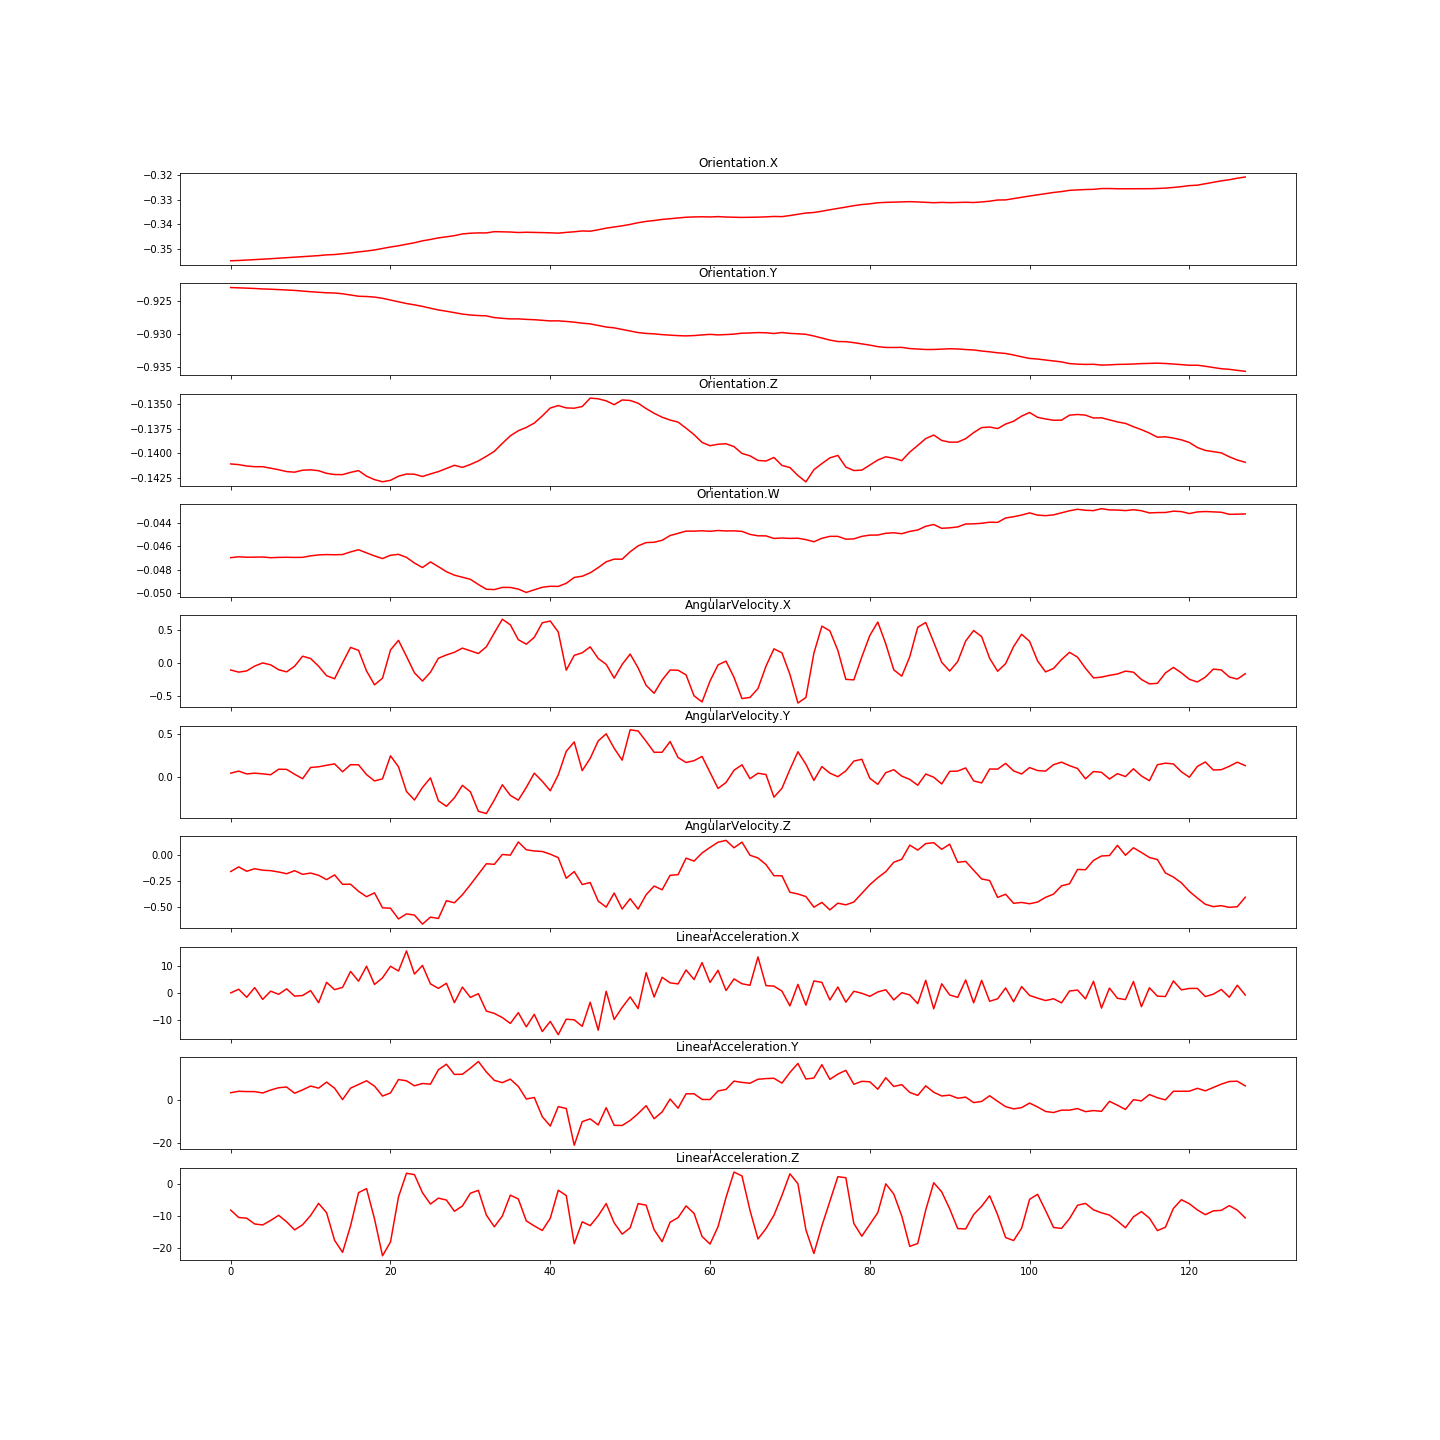 Orientation.X
−0.32
−0.33
−0.34
−0.35
Orientation.Y
−0.925
−0.930
−0.935
Orientation.Z
−0.1350
−0.1375
−0.1400
−0.1425
Orientation.W
−0.044
−0.046
−0.048
−0.050
AngularVelocity.X
0.5
0.0
−0.5
AngularVelocity.Y
0.5
0.0
AngularVelocity.Z
0.00
−0.25
−0.50
LinearAcceleration.X
10
0
−10
LinearAcceleration.Y
0
−20
LinearAcceleration.Z
0
−10
−20
0 20 40 60 80 100 120